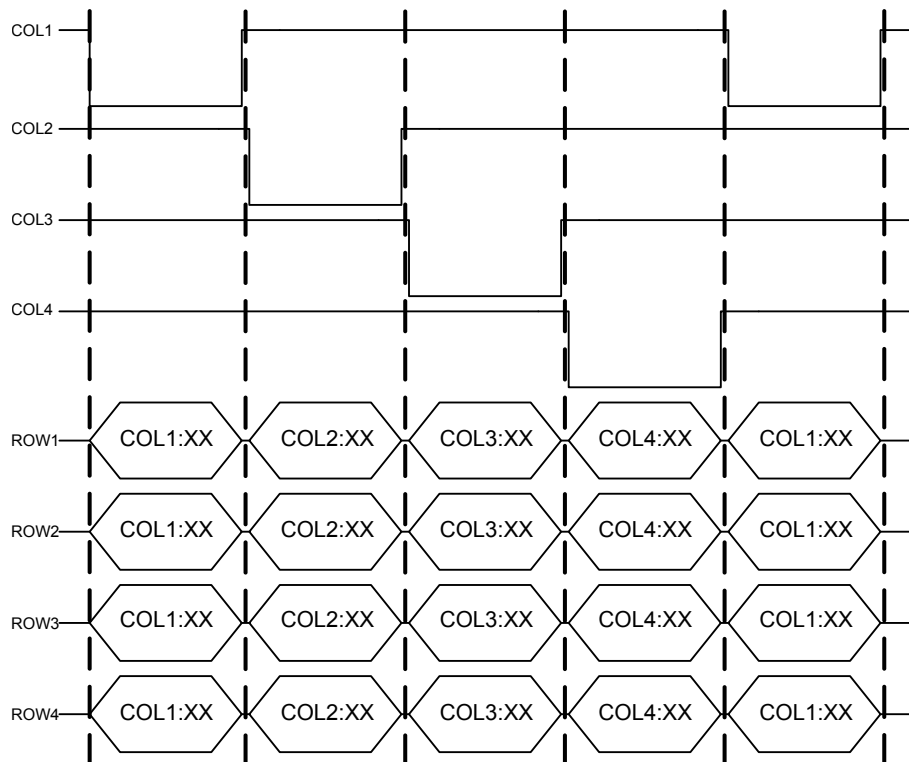 COL1
COL2
COL3
COL4
ROW1 COL1:XX COL2:XX COL3:XX COL4:XX COL1:XX
ROW2 COL1:XX COL2:XX COL3:XX COL4:XX COL1:XX
ROW3 COL1:XX COL2:XX COL3:XX COL4:XX COL1:XX
ROW4 COL1:XX COL2:XX COL3:XX COL4:XX COL1:XX